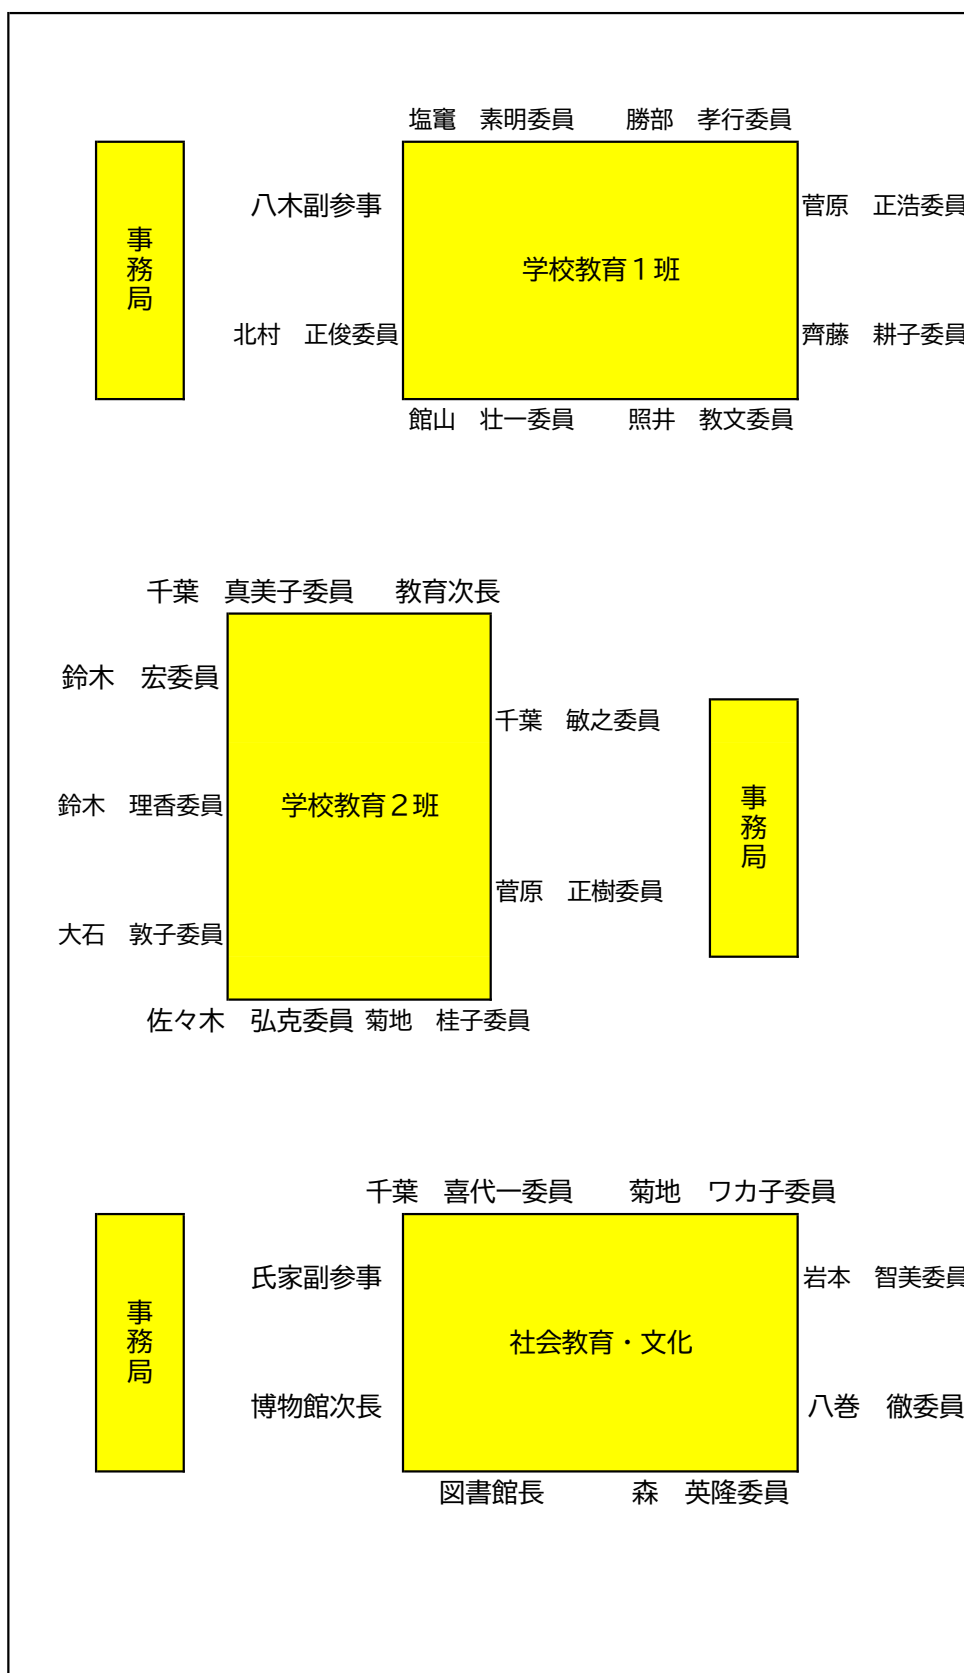 塩竃　素明委員　　勝部　孝行委員
事務局
八木副参事
菅原　正浩委員
学校教育１班
北村　正俊委員
齊藤　耕子委員
館山　壮一委員　　照井　教文委員
千葉　真美子委員　教育次長
鈴木　宏委員
千葉　敏之委員
鈴木　理香委員
学校教育２班
事務局
菅原　正樹委員
大石　敦子委員
佐々木　弘克委員 菊地　桂子委員
千葉　喜代一委員　　菊地　ワカ子委員
事務局
氏家副参事
岩本　智美委員
社会教育・文化
博物館次長
八巻　徹委員
図書館長　　森　英隆委員